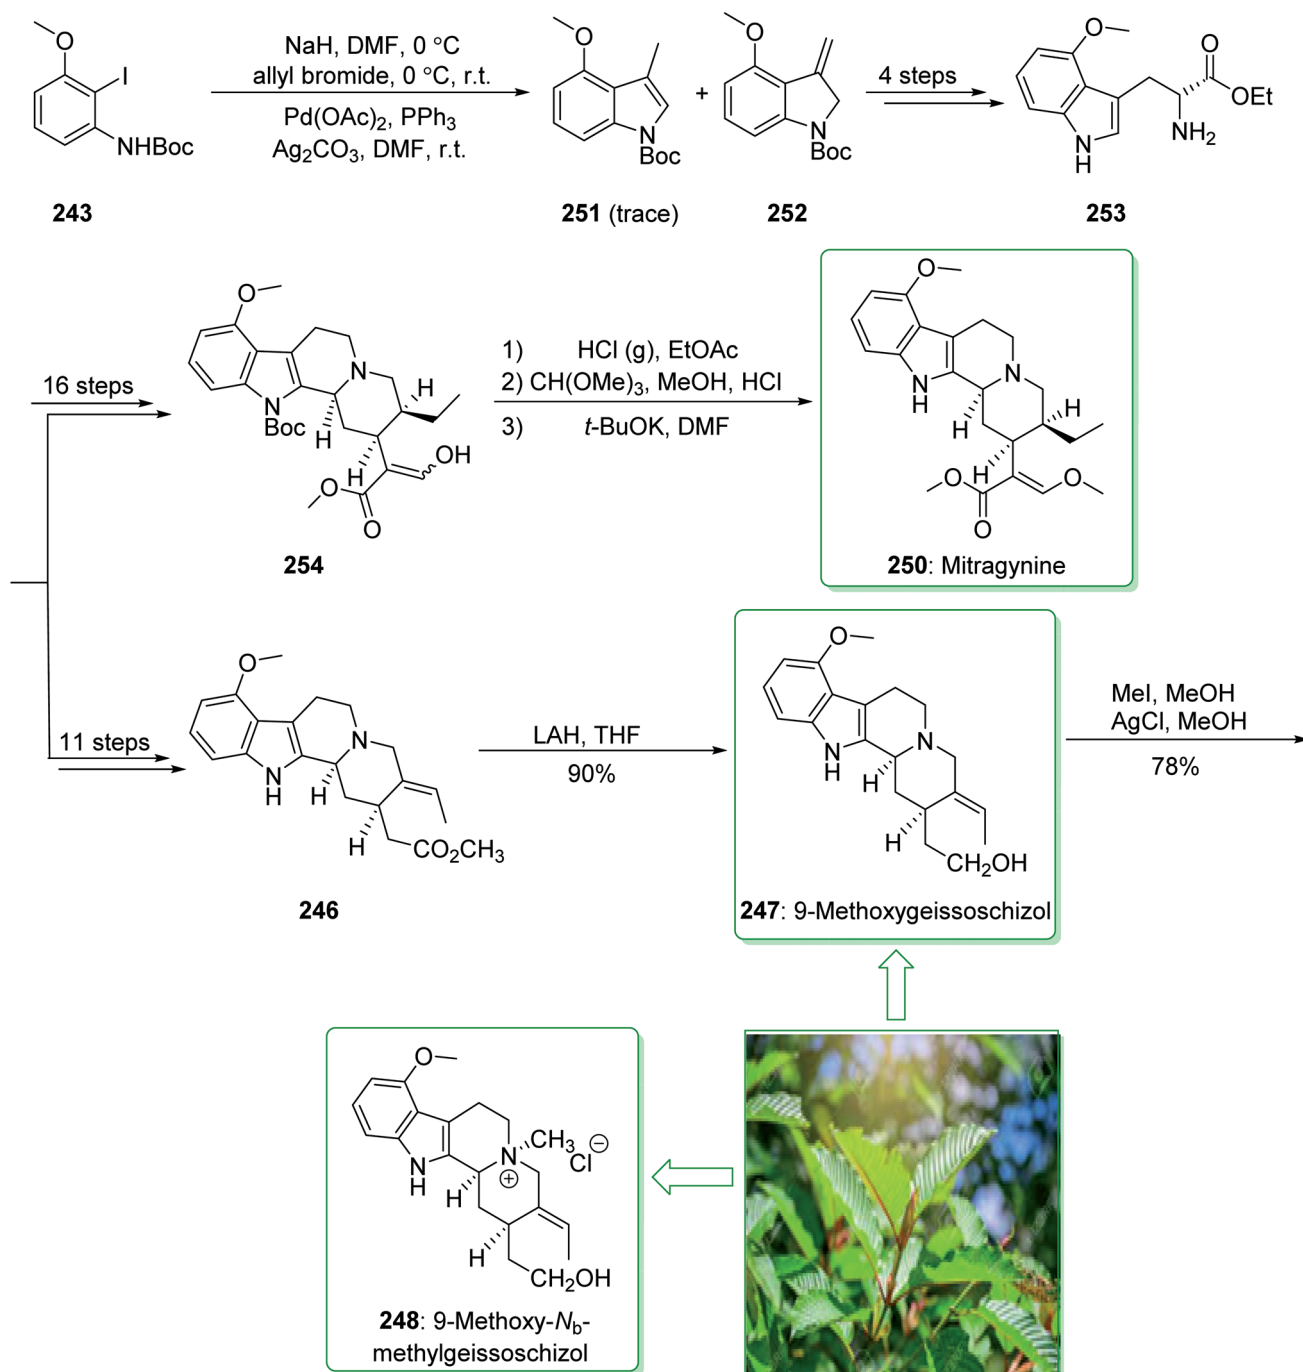 O
I
NHBoc
243
NaH, DMF, 0 °C
allyl bromide, 0 °C, r.t.
Pd(OAc)2, PPh3
Ag2CO3, DMF, r.t.
O
N
Boc
251 (trace)
+
O
N
Boc
252
4 steps
O
O
OEt
NH2
N
H
253
16 steps
O
N
H
N
Boc
H
H
OH
O
O
254
1) HCl (g), EtOAc
2) CH(OMe)3, MeOH, HCl
3) t-BuOK, DMF
O
N
H
N
H
H
H
O
O
O
250: Mitragynine
11 steps
O
N
N
H
H
H
CO2CH3
246
LAH, THF
90%
O
N
N
H
H
H
CH2OH
247: 9-Methoxygeissoschizol
MeI, MeOH
AgCl, MeOH
78%
O
CH3
Cl
N
N
H
H
H
CH2OH
248: 9-Methoxy-Nb-
methylgeissoschizol